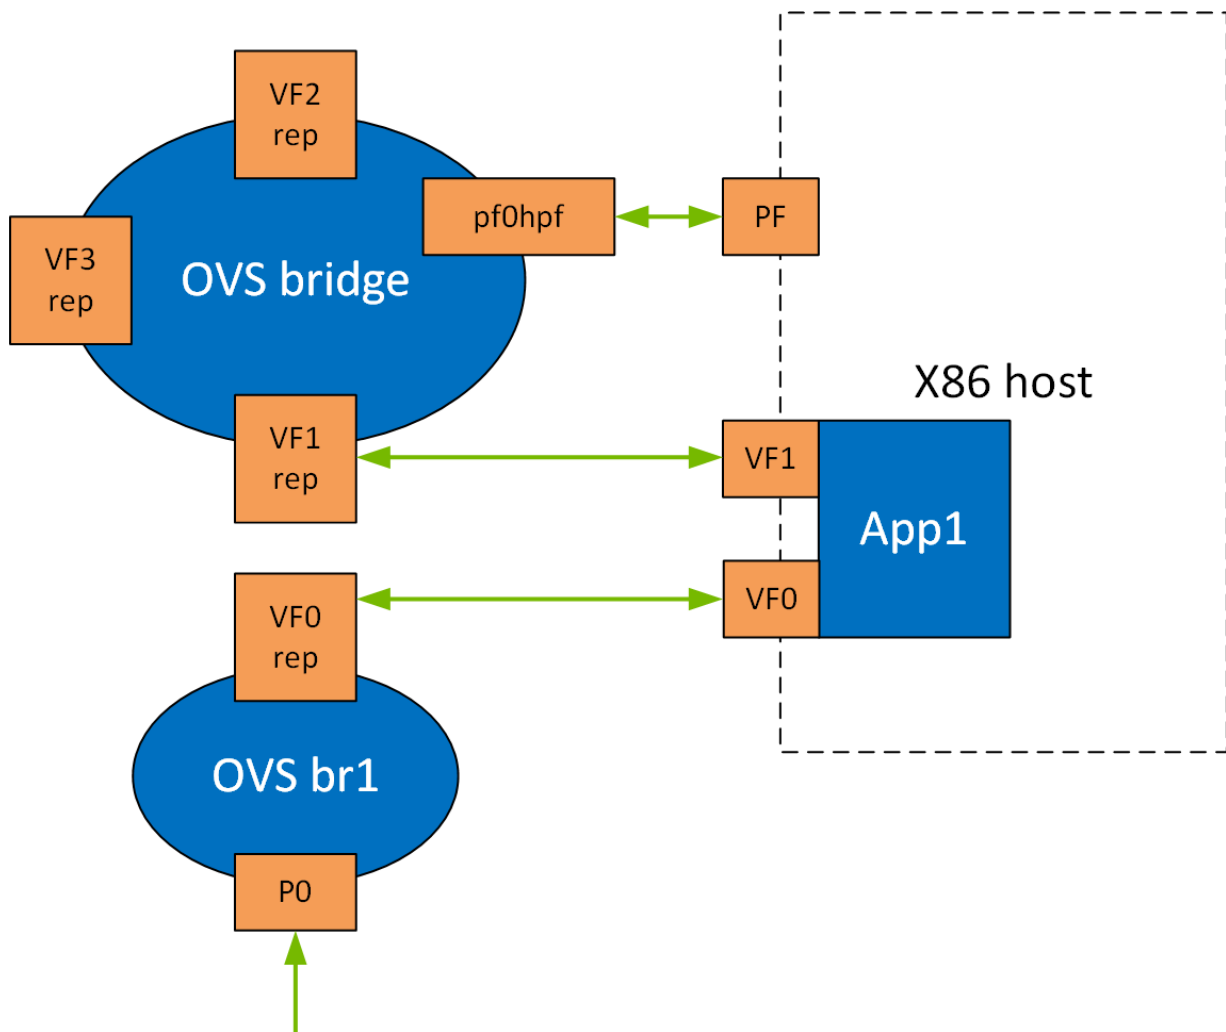 VF2
rep
pf0hpf
PF
VF3
rep
OVS bridge
X86 host
VF1
rep
VF1
App1
VF0
rep
VF0
OVS br1
P0